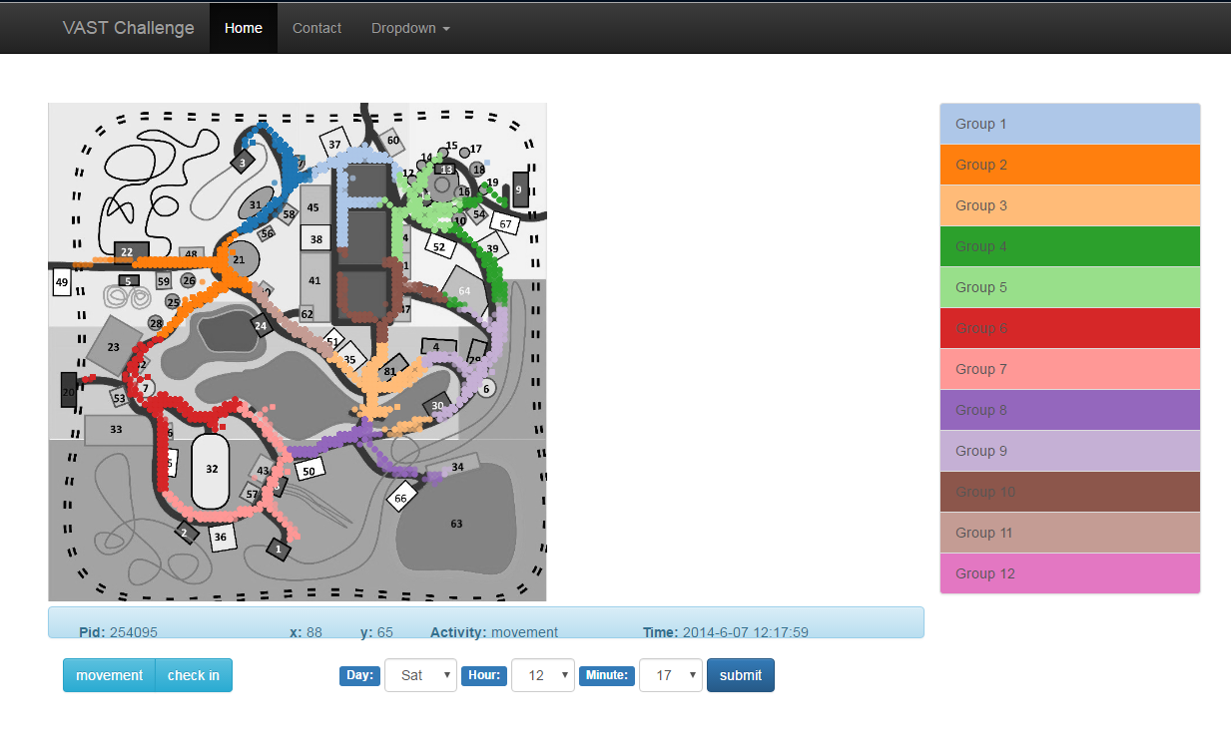 VAST Challenge Home Contact Dropdown
37 60 15 17
14
3 12 13 18
19 9
31 45 16
58 10 54 67
56 38 52 39
22 48 21
49 5 59 26 41 64
25
28 62
24
23 51 35 4
81
20 7 6
53 30
33
32 43 50 34
57 66
63
2 36 1
Group 1
Group 2
Group 3
Group 4
Group 5
Group 6
Group 7
Group 8
Group 9
Group 10
Group 11
Group 12
Pid: 254095 x: 88 y: 65 Activity: movement Time: 2014-6-07 12:17:59
movement check in Day: Sat Hour: 12 Minute: 17 submit